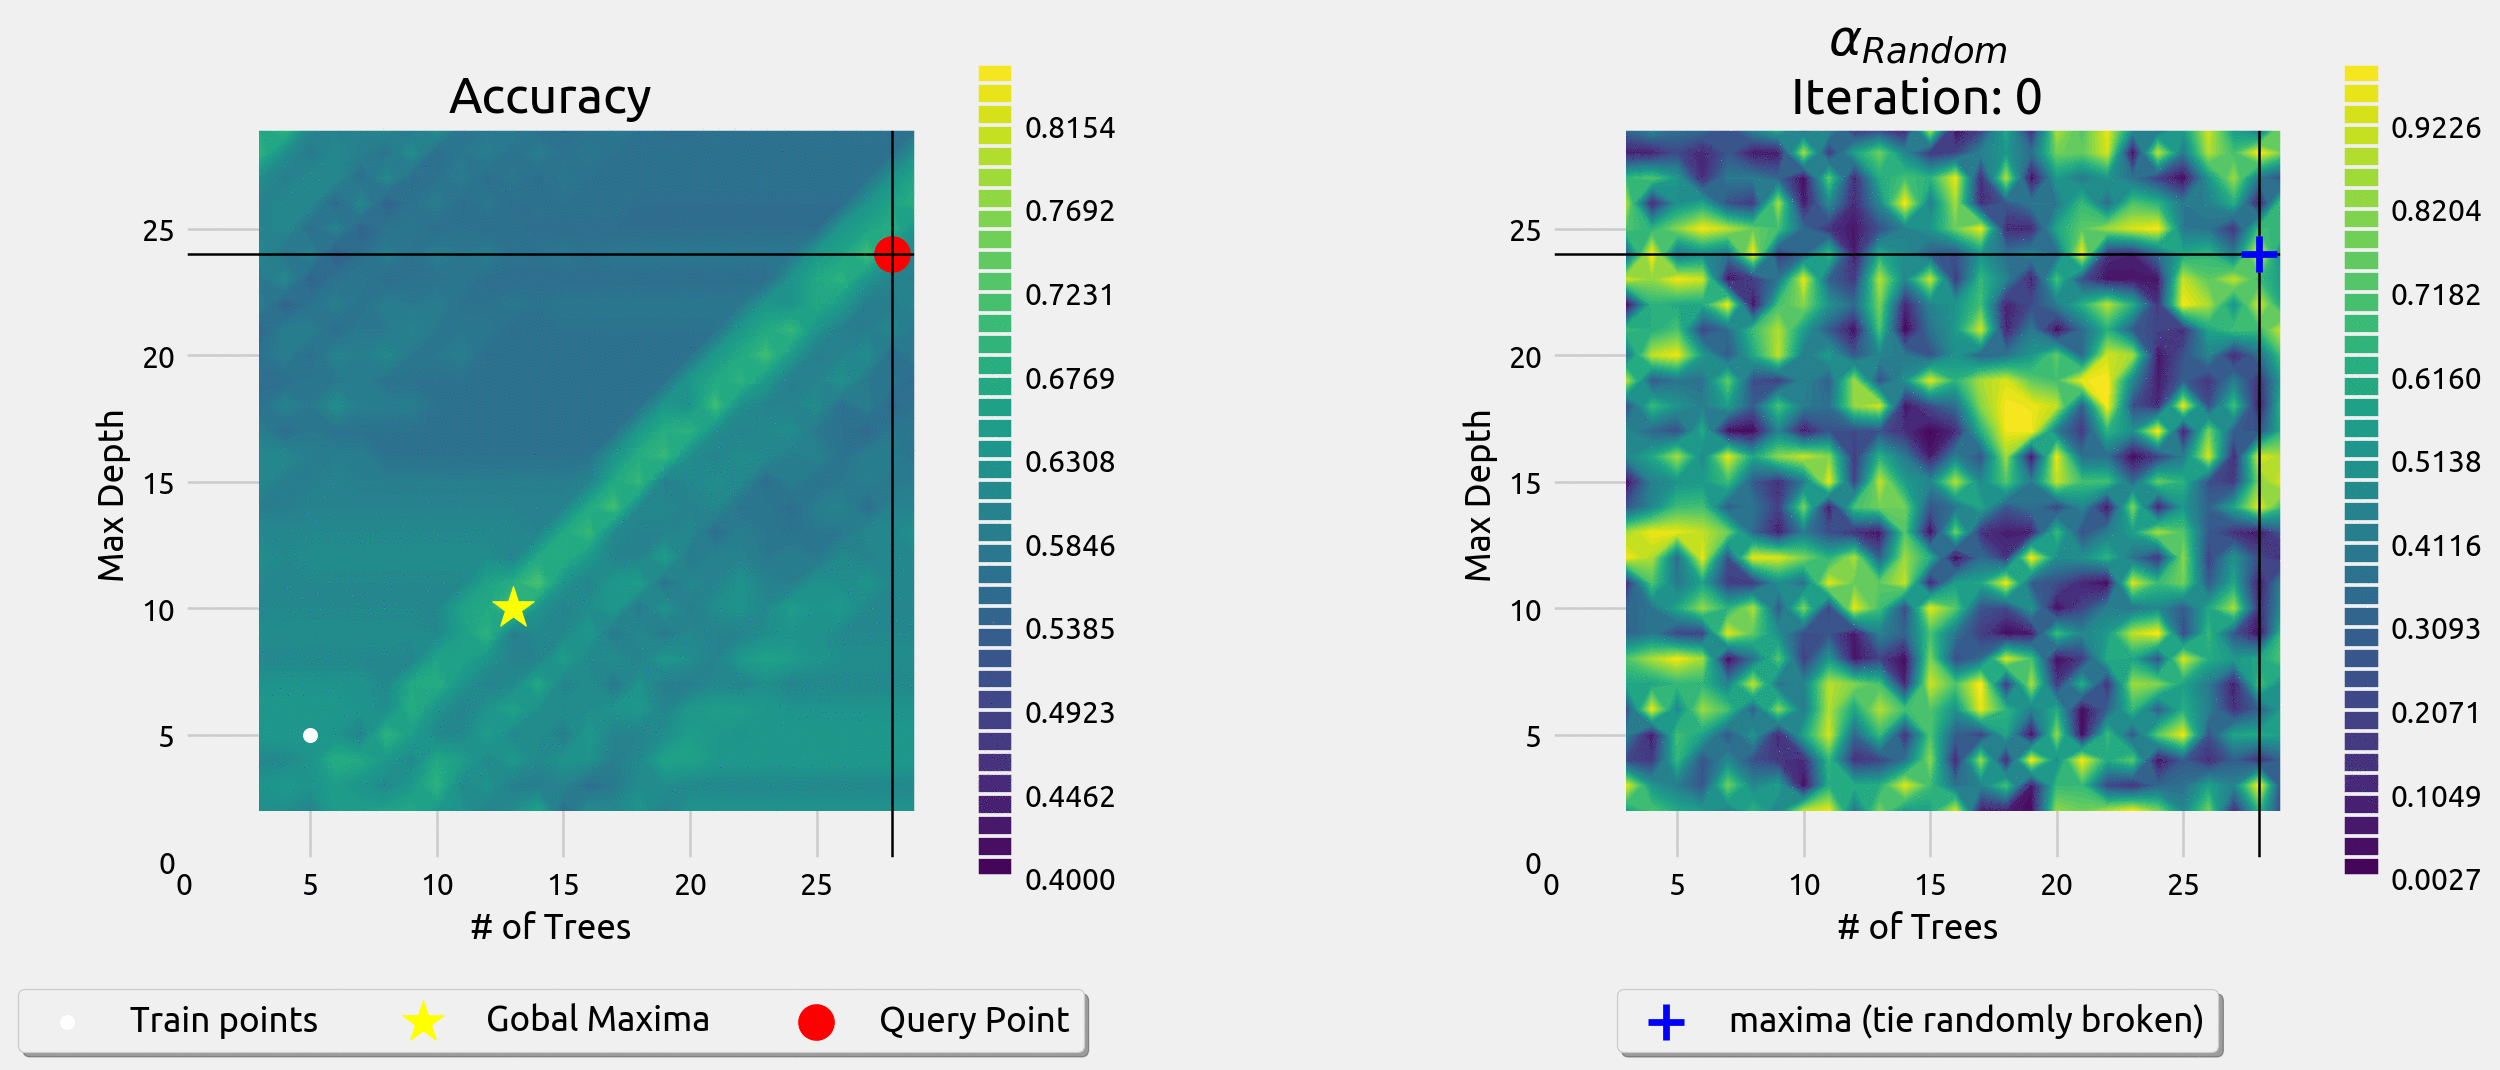 Accuracy
Max Depth
25
20
15
10
5
0
0 5 10 15 20 25
# of Trees
0.8154
0.7692
0.7231
0.6769
0.6308
0.5846
0.5385
0.4923
0.4462
0.4000
Train points Gobal Maxima Query Point
α Random
Iteration: 0
Max Depth
25
20
15
10
5
0
0 5 10 15 20 25
# of Trees
0.9226
0.8204
0.7182
0.6160
0.5138
0.4116
0.3093
0.2071
0.1049
0.0027
maxima (tie randomly broken)